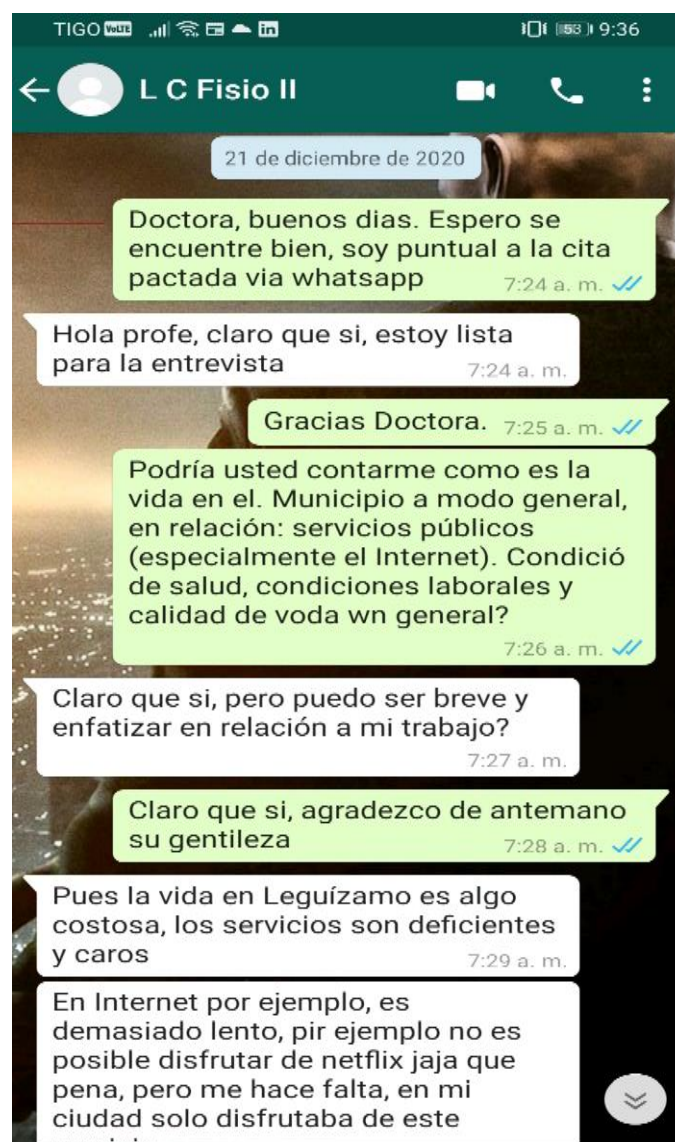 TIGO VoLTE 53 9:36
L C Fisio II
21 de diciembre de 2020
Doctora, buenos dias. Espero se
encuentre bien, soy puntual a la cita
pactada via whatsapp 7:24 a. m.
Hola profe, claro que si, estoy lista
para la entrevista 7:24 a. m.
Gracias Doctora. 7:25 a. m.
Podría usted contarme como es la
vida en el. Municipio a modo general,
en relación: servicios públicos
(especialmente el Internet). Condició
de salud, condiciones laborales y
calidad de voda wn general?
7:26 a. m.
Claro que si, pero puedo ser breve y
enfatizar en relación a mi trabajo?
7:27 a. m.
Claro que si, agradezco de antemano
su gentileza 7:28 a. m.
Pues la vida en Leguízamo es algo
costosa, los servicios son deficientes
y caros 7:29 a. m.
En Internet por ejemplo, es
demasiado lento, pir ejemplo no es
posible disfrutar de netflix jaja que
pena, pero me hace falta, en mi
ciudad solo disfrutaba de este